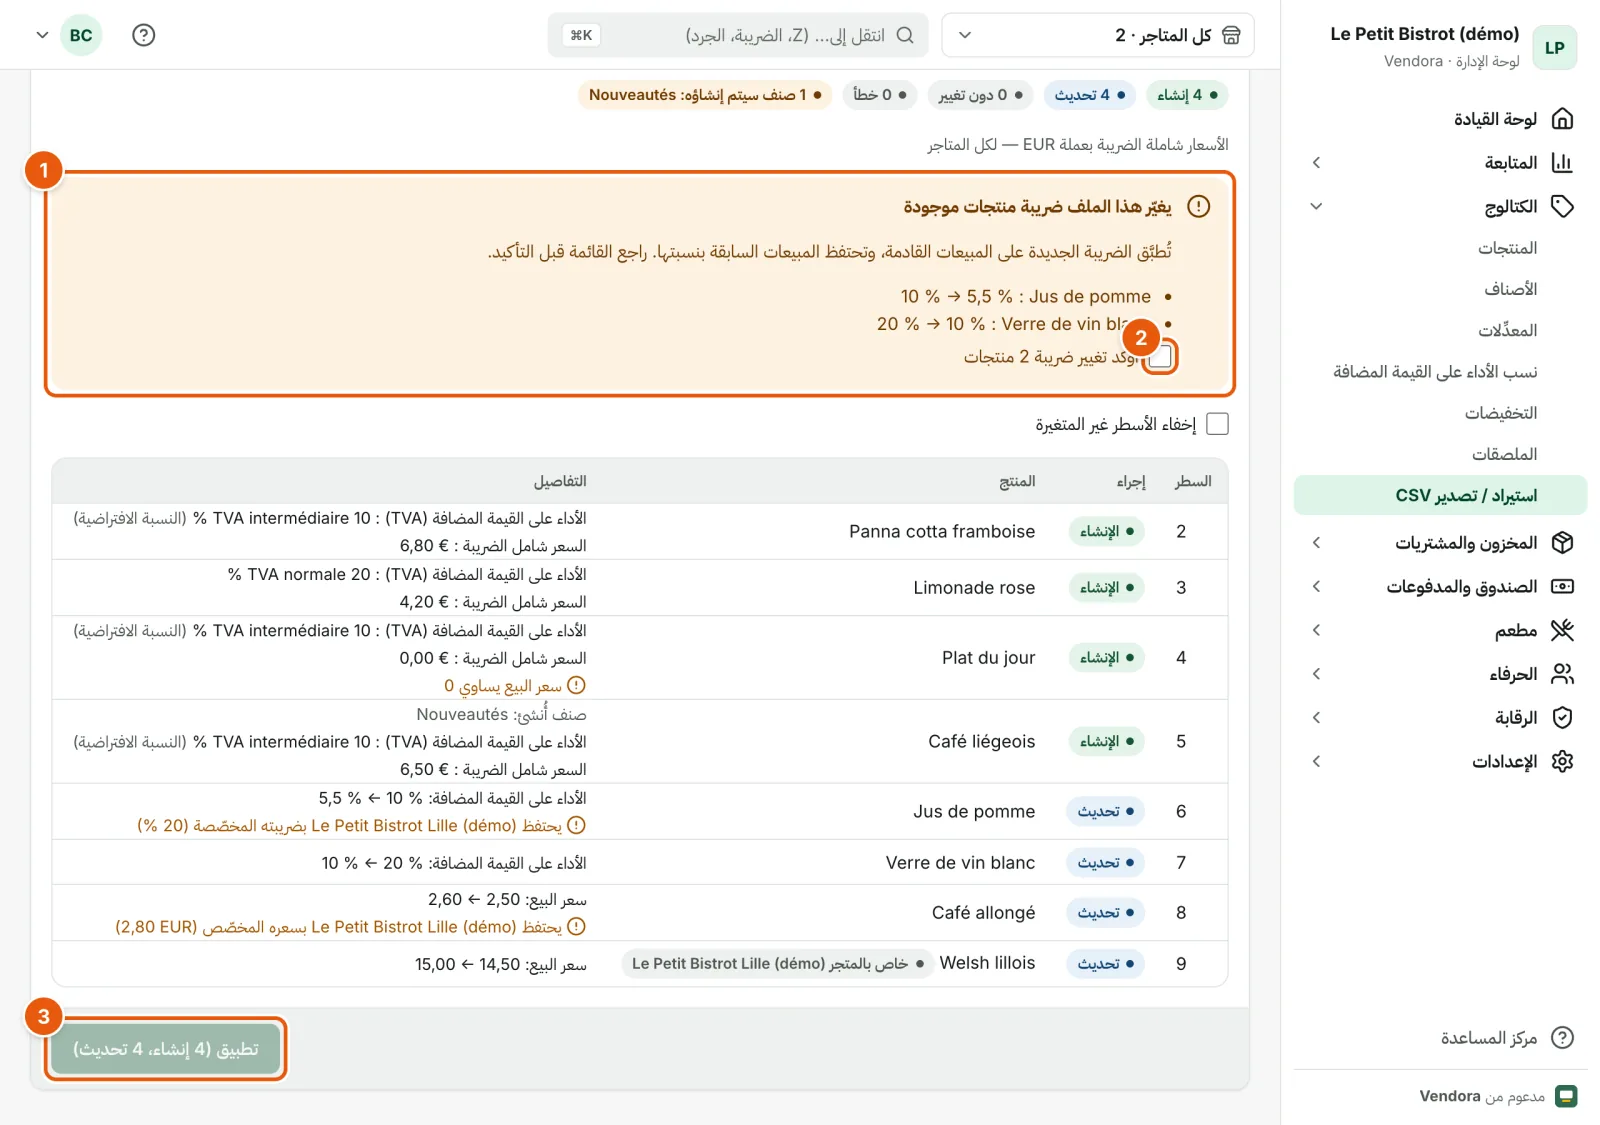 Le Petit Bistrot (démo)
لوحة الإدارة · Vendora
LP
كل المتاجر · 2
انتقل إلى... (Z، الضريبة، الجرد)
⌘K
BC
لوحة القيادة
المتابعة
الكتالوج
المنتجات
الأصناف
المعدّلات
نسب الأداء على القيمة المضافة
التخفيضات
الملصقات
استيراد / تصدير CSV
المخزون والمشتريات
الصندوق والمدفوعات
مطعم
الحرفاء
الرقابة
الإعدادات
مركز المساعدة
مدعوم من Vendora
4 إنشاء
4 تحديث
0 دون تغيير
0 خطأ
1 صنف سيتم إنشاؤه: Nouveautés
الأسعار شاملة الضريبة بعملة EUR — لكل المتاجر
1
يغيّر هذا الملف ضريبة منتجات موجودة
تُطبَّق الضريبة الجديدة على المبيعات القادمة، وتحتفظ المبيعات السابقة بنسبتها. راجع القائمة قبل التأكيد.
• Jus de pomme : 5,5 % → 10 %
• Verre de vin bla : 10 % → 20 %
2
تغيير ضريبة 2 منتجات
إخفاء الأسطر غير المتغيرة
السطر إجراء المنتج التفاصيل
2 الإنشاء Panna cotta framboise الأداء على القيمة المضافة (TVA) : TVA intermédiaire 10 % (النسبة الافتراضية)
السعر شامل الضريبة : 6,80 €
3 الإنشاء Limonade rose الأداء على القيمة المضافة (TVA) : TVA normale 20 %
السعر شامل الضريبة : 4,20 €
4 الإنشاء Plat du jour الأداء على القيمة المضافة (TVA) : TVA intermédiaire 10 % (النسبة الافتراضية)
السعر شامل الضريبة : 0,00 €
سعر البيع يساوي 0
5 الإنشاء Café liégeois صنف أُنشئ: Nouveautés
الأداء على القيمة المضافة (TVA) : TVA intermédiaire 10 % (النسبة الافتراضية)
السعر شامل الضريبة : 6,50 €
6 تحديث Jus de pomme الأداء على القيمة المضافة: 10 % ← 5,5 %
يحتفظ Le Petit Bistrot Lille (démo) بضريبته المخصّصة (20 %)
7 تحديث Verre de vin blanc الأداء على القيمة المضافة: 20 % ← 10 %
8 تحديث Café allongé سعر البيع: 2,50 ← 2,60
يحتفظ Le Petit Bistrot Lille (démo) بسعره المخصّص (2,80 EUR)
9 تحديث Welsh lillois خاص بالمتجر Le Petit Bistrot Lille (démo) سعر البيع: 14,50 ← 15,00
3
تطبيق (4 إنشاء، 4 تحديث)